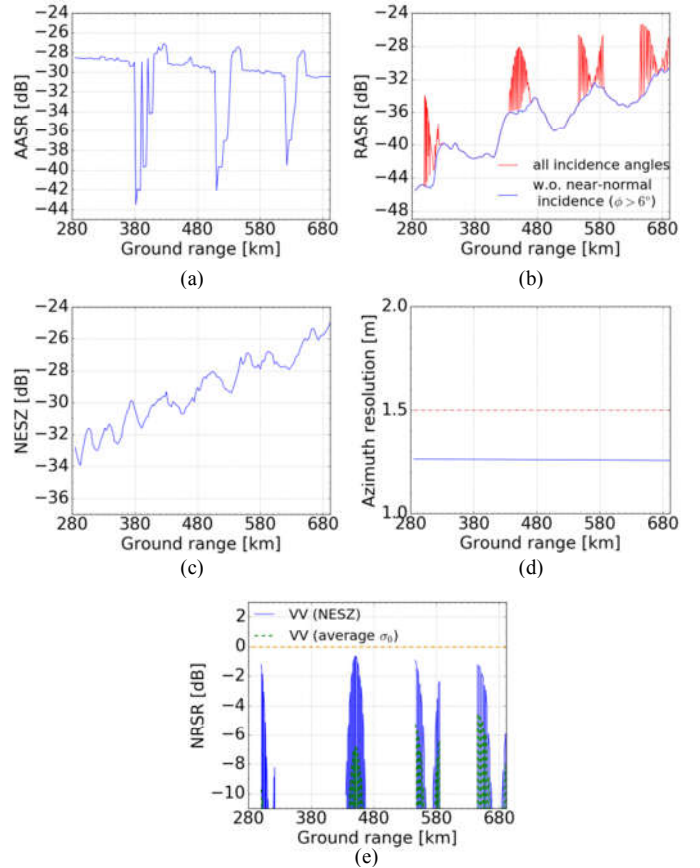 AASR [dB]
−24
−26
−28
−30
−32
−34
−36
−38
−40
−42
−44
280 380 480 580 680
Ground range [km]
(a)
RASR [dB]
−24
−28
−32
−36
−40
−44
−48
all incidence angles
w.o. near-normal
incidence (ϕ > 6°)
280 380 480 580 680
Ground range [km]
(b)
NESZ [dB]
−24
−26
−28
−30
−32
−34
−36
280 380 480 580 680
Ground range [km]
(c)
Azimuth resolution [m]
2.0
1.5
1.0
280 380 480 580 680
Ground range [km]
(d)
NRSR [dB]
2
0
−2
−4
−6
−8
−10
VV (NESZ)
VV (average σ₀)
280 380 480 580 680
Ground range [km]
(e)